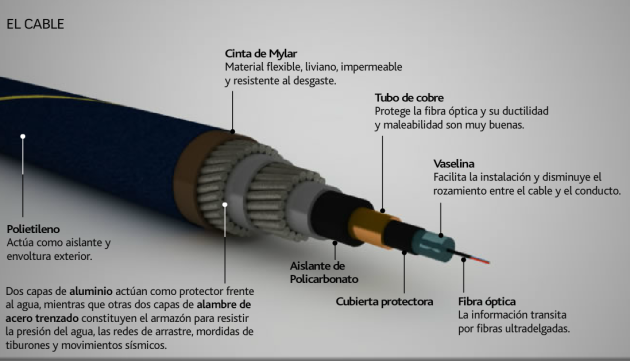 EL CABLE
Cinta de Mylar
Material flexible, liviano, impermeable
y resistente al desgaste.
Tubo de cobre
Protege la fibra óptica y su ductilidad
y maleabilidad son muy buenas.
Vaselina
Facilita la instalación y disminuye el
rozamiento entre el cable y el conducto.
Polietileno
Actúa como aislante y
envoltura exterior.
Aislante de
Policarbonato
Cubierta protectora
Fibra óptica
La información transita
por fibras ultradelgadas.
Dos capas de aluminio actúan como protector frente
al agua, mientras que otras dos capas de alambre de
acero trenzado constituyen el armazón para resistir
la presión del agua, las redes de arrastre, mordidas de
tiburones y movimientos sísmicos.